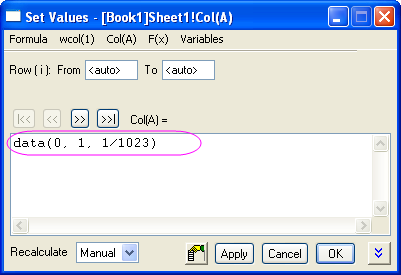 Set Values - [Book1]Sheet1!Col(A)
Formula wcol(1) Col(A) F(x) Variables
Row ( i ): From <auto> To <auto>
|<< << >> >>| Col(A) =
data(0, 1, 1/1023)
Recalculate Manual Apply Cancel OK